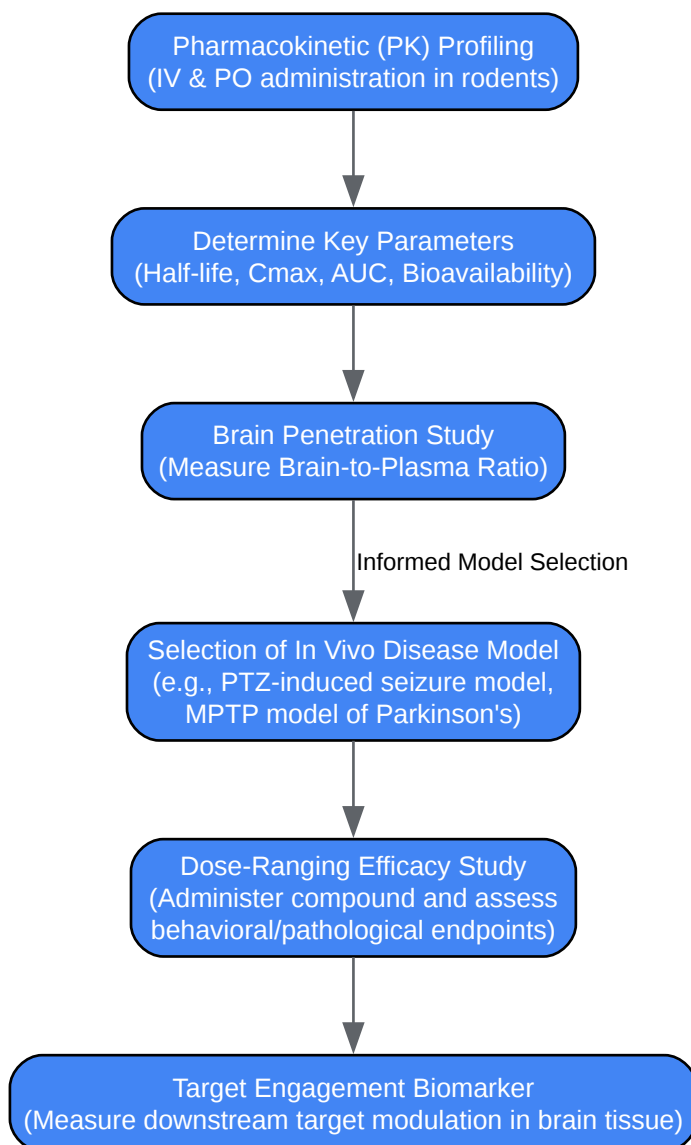 Pharmacokinetic (PK) Profiling
(IV & PO administration in rodents)
Determine Key Parameters
(Half-life, Cmax, AUC, Bioavailability)
Brain Penetration Study
(Measure Brain-to-Plasma Ratio)
Informed Model Selection
Selection of In Vivo Disease Model
(e.g., PTZ-induced seizure model,
MPTP model of Parkinson's)
Dose-Ranging Efficacy Study
(Administer compound and assess
behavioral/pathological endpoints)
Target Engagement Biomarker
(Measure downstream target modulation in brain tissue)